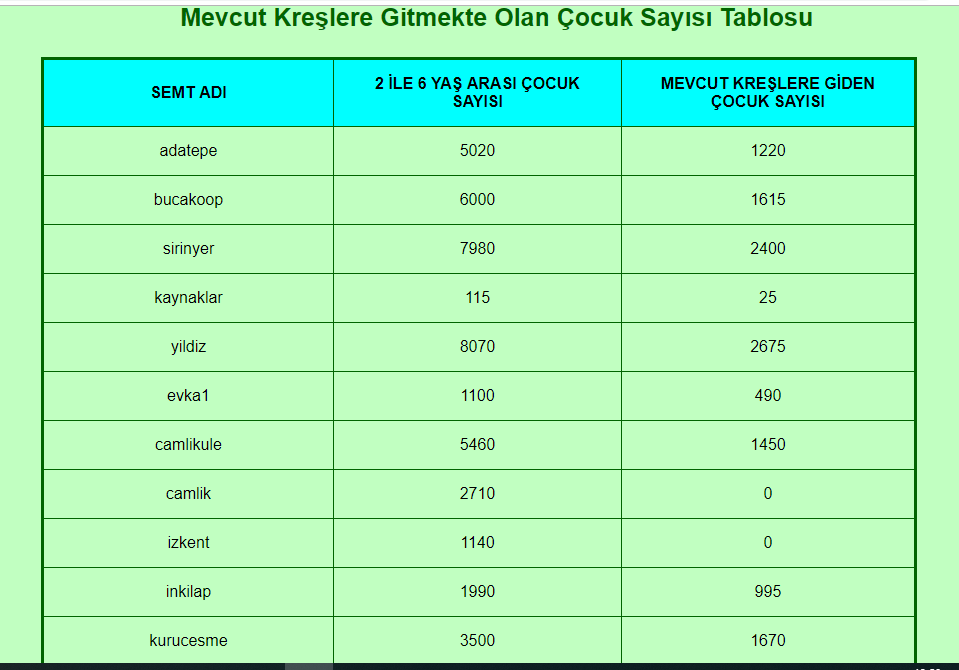 Mevcut Kreşlere Gitmekte Olan Çocuk Sayısı Tablosu
SEMT ADI 2 İLE 6 YAŞ ARASI ÇOCUK SAYISI MEVCUT KREŞLERE GİDEN ÇOCUK SAYISI
adatepe 5020 1220
bucakoop 6000 1615
sirinyer 7980 2400
kaynaklar 115 25
yildiz 8070 2675
evka1 1100 490
camlikule 5460 1450
camlik 2710 0
izkent 1140 0
inkilap 1990 995
kurucesme 3500 1670